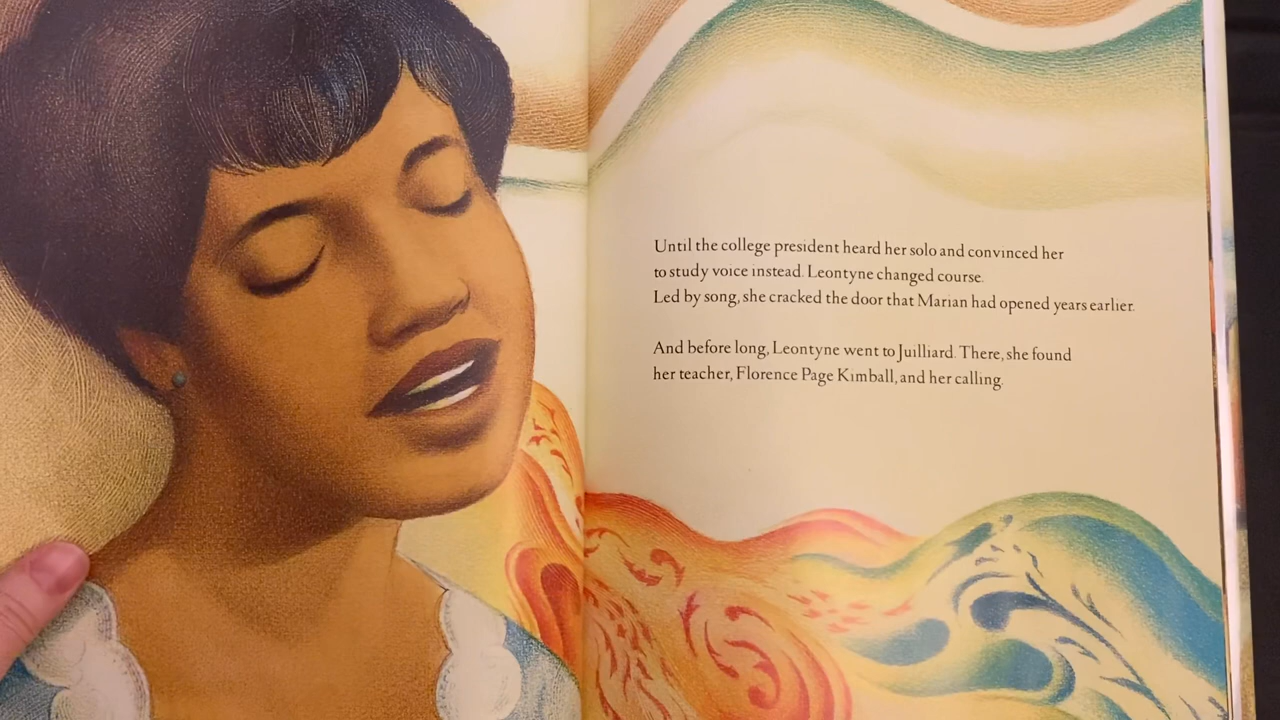 Until the college president heard her solo and convinced her
to study voice instead. Leontyne changed course.
Led by song, she cracked the door that Marian had opened years earlier.
And before long, Leontyne went to Juilliard. There, she found
her teacher, Florence Page Kimball, and her calling.